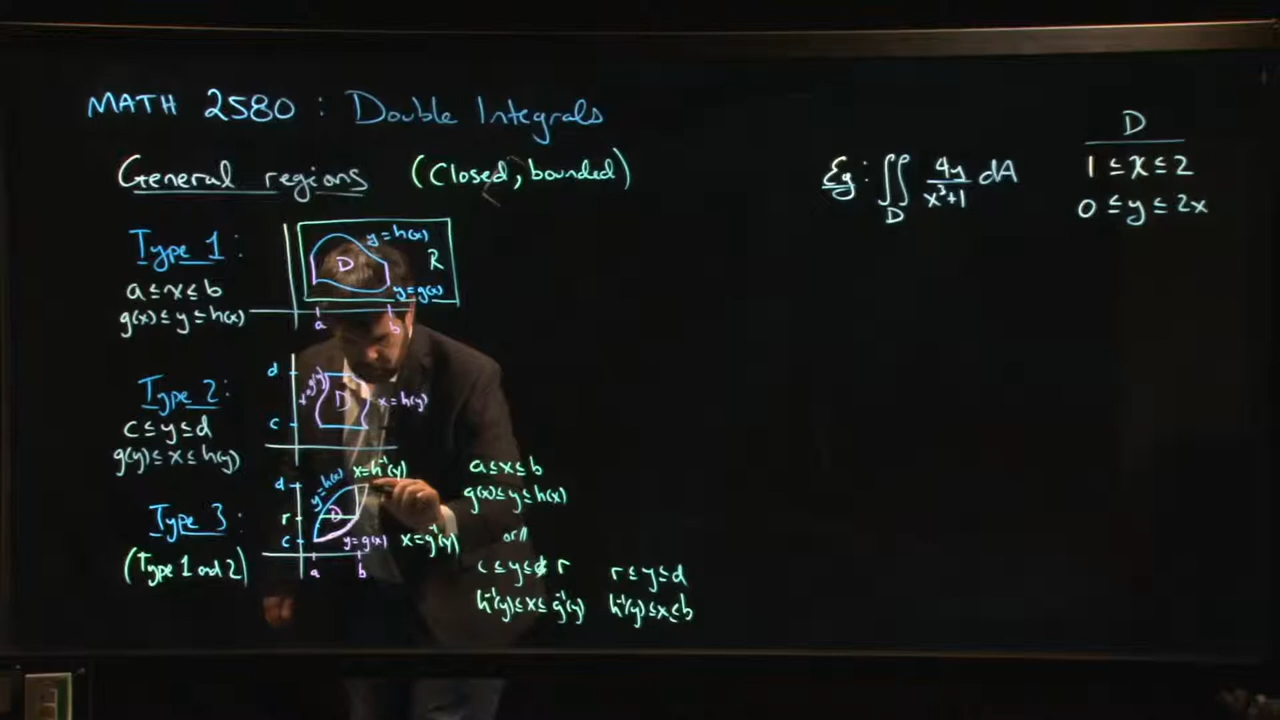 MATH 2580 : Double Integrals
General regions (Closed, bounded)
Type 1 :
a ≤ x ≤ b
g(x) ≤ y ≤ h(x)
y = h(x)
D
R
y = g(x)
a b
Type 2 :
c ≤ y ≤ d
g(y) ≤ x ≤ h(y)
d
x = g(y)
D
x = h(y)
c
Type 3 :
(Type 1 and 2)
x = h⁻¹(y)
d
y = h(x)
r
D
c
y = g(x) x = g⁻¹(y)
a b
a ≤ x ≤ b
g(x) ≤ y ≤ h(x)
or //
c ≤ y ≤ r
h⁻¹(y) ≤ x ≤ g⁻¹(y)
r ≤ y ≤ d
h⁻¹(y) ≤ x ≤ b
Eg : ∬_D 4y/(x³+1) dA
D
1 ≤ x ≤ 2
0 ≤ y ≤ 2x